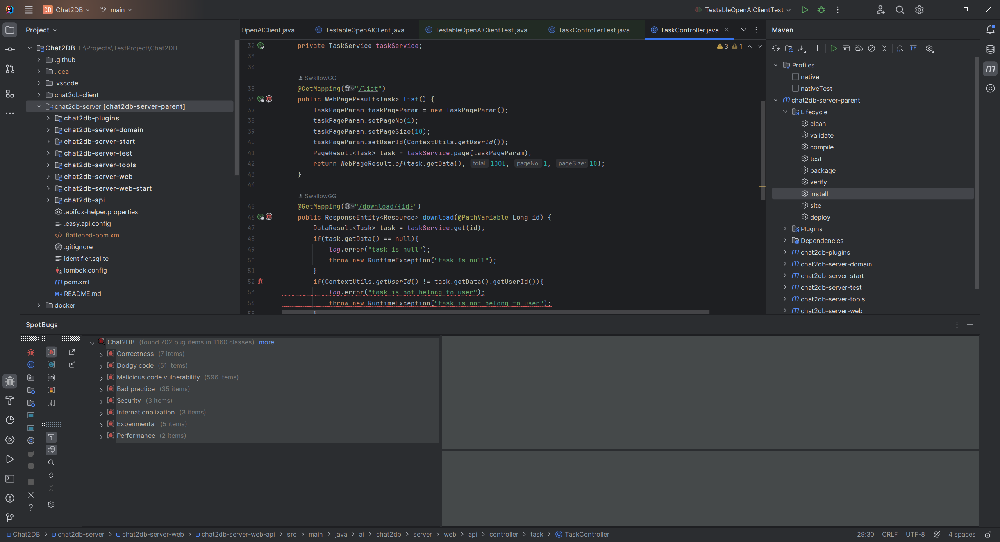 CD Chat2DB main TestableOpenAIClientTest
Project
Chat2DB E:\Projects\TestProject\Chat2DB
.github
.idea
.vscode
chat2db-client
chat2db-server [chat2db-server-parent]
chat2db-plugins
chat2db-server-domain
chat2db-server-start
chat2db-server-test
chat2db-server-tools
chat2db-server-web
chat2db-server-web-start
chat2db-spi
.apifox-helper.properties
.easy.api.config
.flattened-pom.xml
.gitignore
identifier.sqlite
lombok.config
pom.xml
README.md
docker
OpenAIClient.java TestableOpenAIClient.java TestableOpenAIClientTest.java TaskControllerTest.java TaskController.java
3 1
32 private TaskService taskService;
33
34
SwallowGG
35 @GetMapping("/list")
36 public WebPageResult<Task> list() {
37 TaskPageParam taskPageParam = new TaskPageParam();
38 taskPageParam.setPageNo(1);
39 taskPageParam.setPageSize(10);
40 taskPageParam.setUserId(ContextUtils.getUserId());
41 PageResult<Task> task = taskService.page(taskPageParam);
42 return WebPageResult.of(task.getData(), total: 100L, pageNo: 1, pageSize: 10);
43 }
44
SwallowGG
45 @GetMapping("/download/{id}")
46 public ResponseEntity<Resource> download(@PathVariable Long id) {
47 DataResult<Task> task = taskService.get(id);
48 if(task.getData() == null){
49 log.error("task is null");
50 throw new RuntimeException("task is null");
51 }
52 if(ContextUtils.getUserId() != task.getData().getUserId()){
53 log.error("task is not belong to user");
54 throw new RuntimeException("task is not belong to user");
55 }
Maven
Profiles
native
nativeTest
chat2db-server-parent
Lifecycle
clean
validate
compile
test
package
verify
install
site
deploy
Plugins
Dependencies
chat2db-plugins
chat2db-server-domain
chat2db-server-start
chat2db-server-test
chat2db-server-tools
chat2db-server-web
SpotBugs
Chat2DB (found 702 bug items in 1160 classes) more...
Correctness (7 items)
Dodgy code (51 items)
Malicious code vulnerability (596 items)
Bad practice (35 items)
Security (3 items)
Internationalization (3 items)
Experimental (5 items)
Performance (2 items)
Chat2DB > chat2db-server > chat2db-server-web > chat2db-server-web-api > src > main > java > ai > chat2db > server > web > api > controller > task > TaskController
29:30 CRLF UTF-8 4 spaces